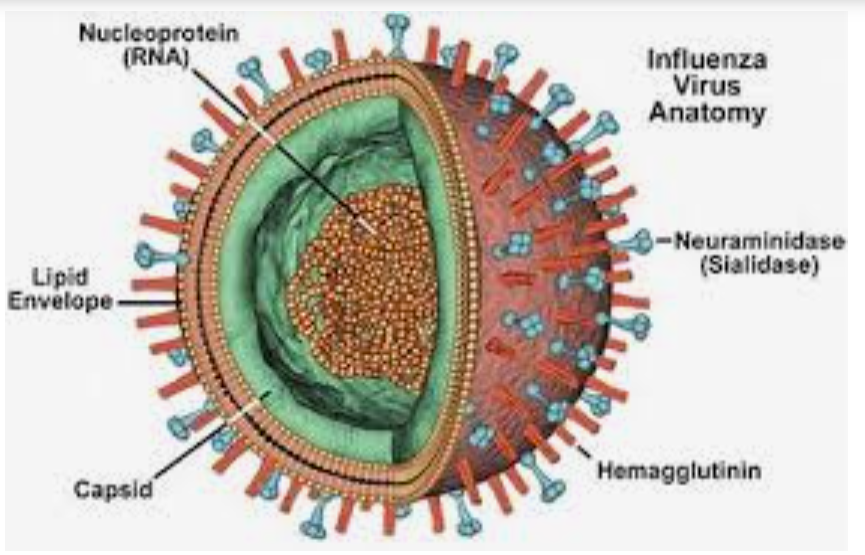 Nucleoprotein
(RNA)
Influenza
Virus
Anatomy
Neuraminidase
(Sialidase)
Lipid
Envelope
Hemagglutinin
Capsid